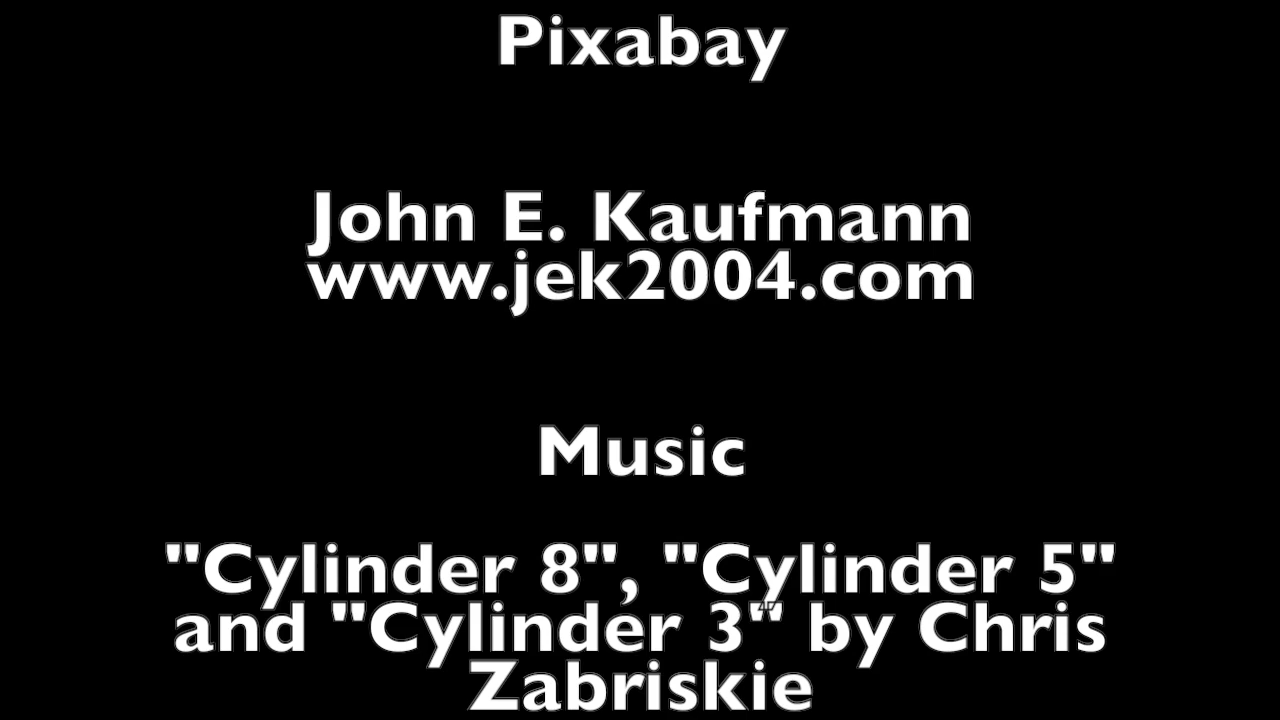 Pixabay
John E. Kaufmann
www.jek2004.com
Music
"Cylinder 8", "Cylinder 5"
and "Cylinder 3" by Chris
Zabriskie